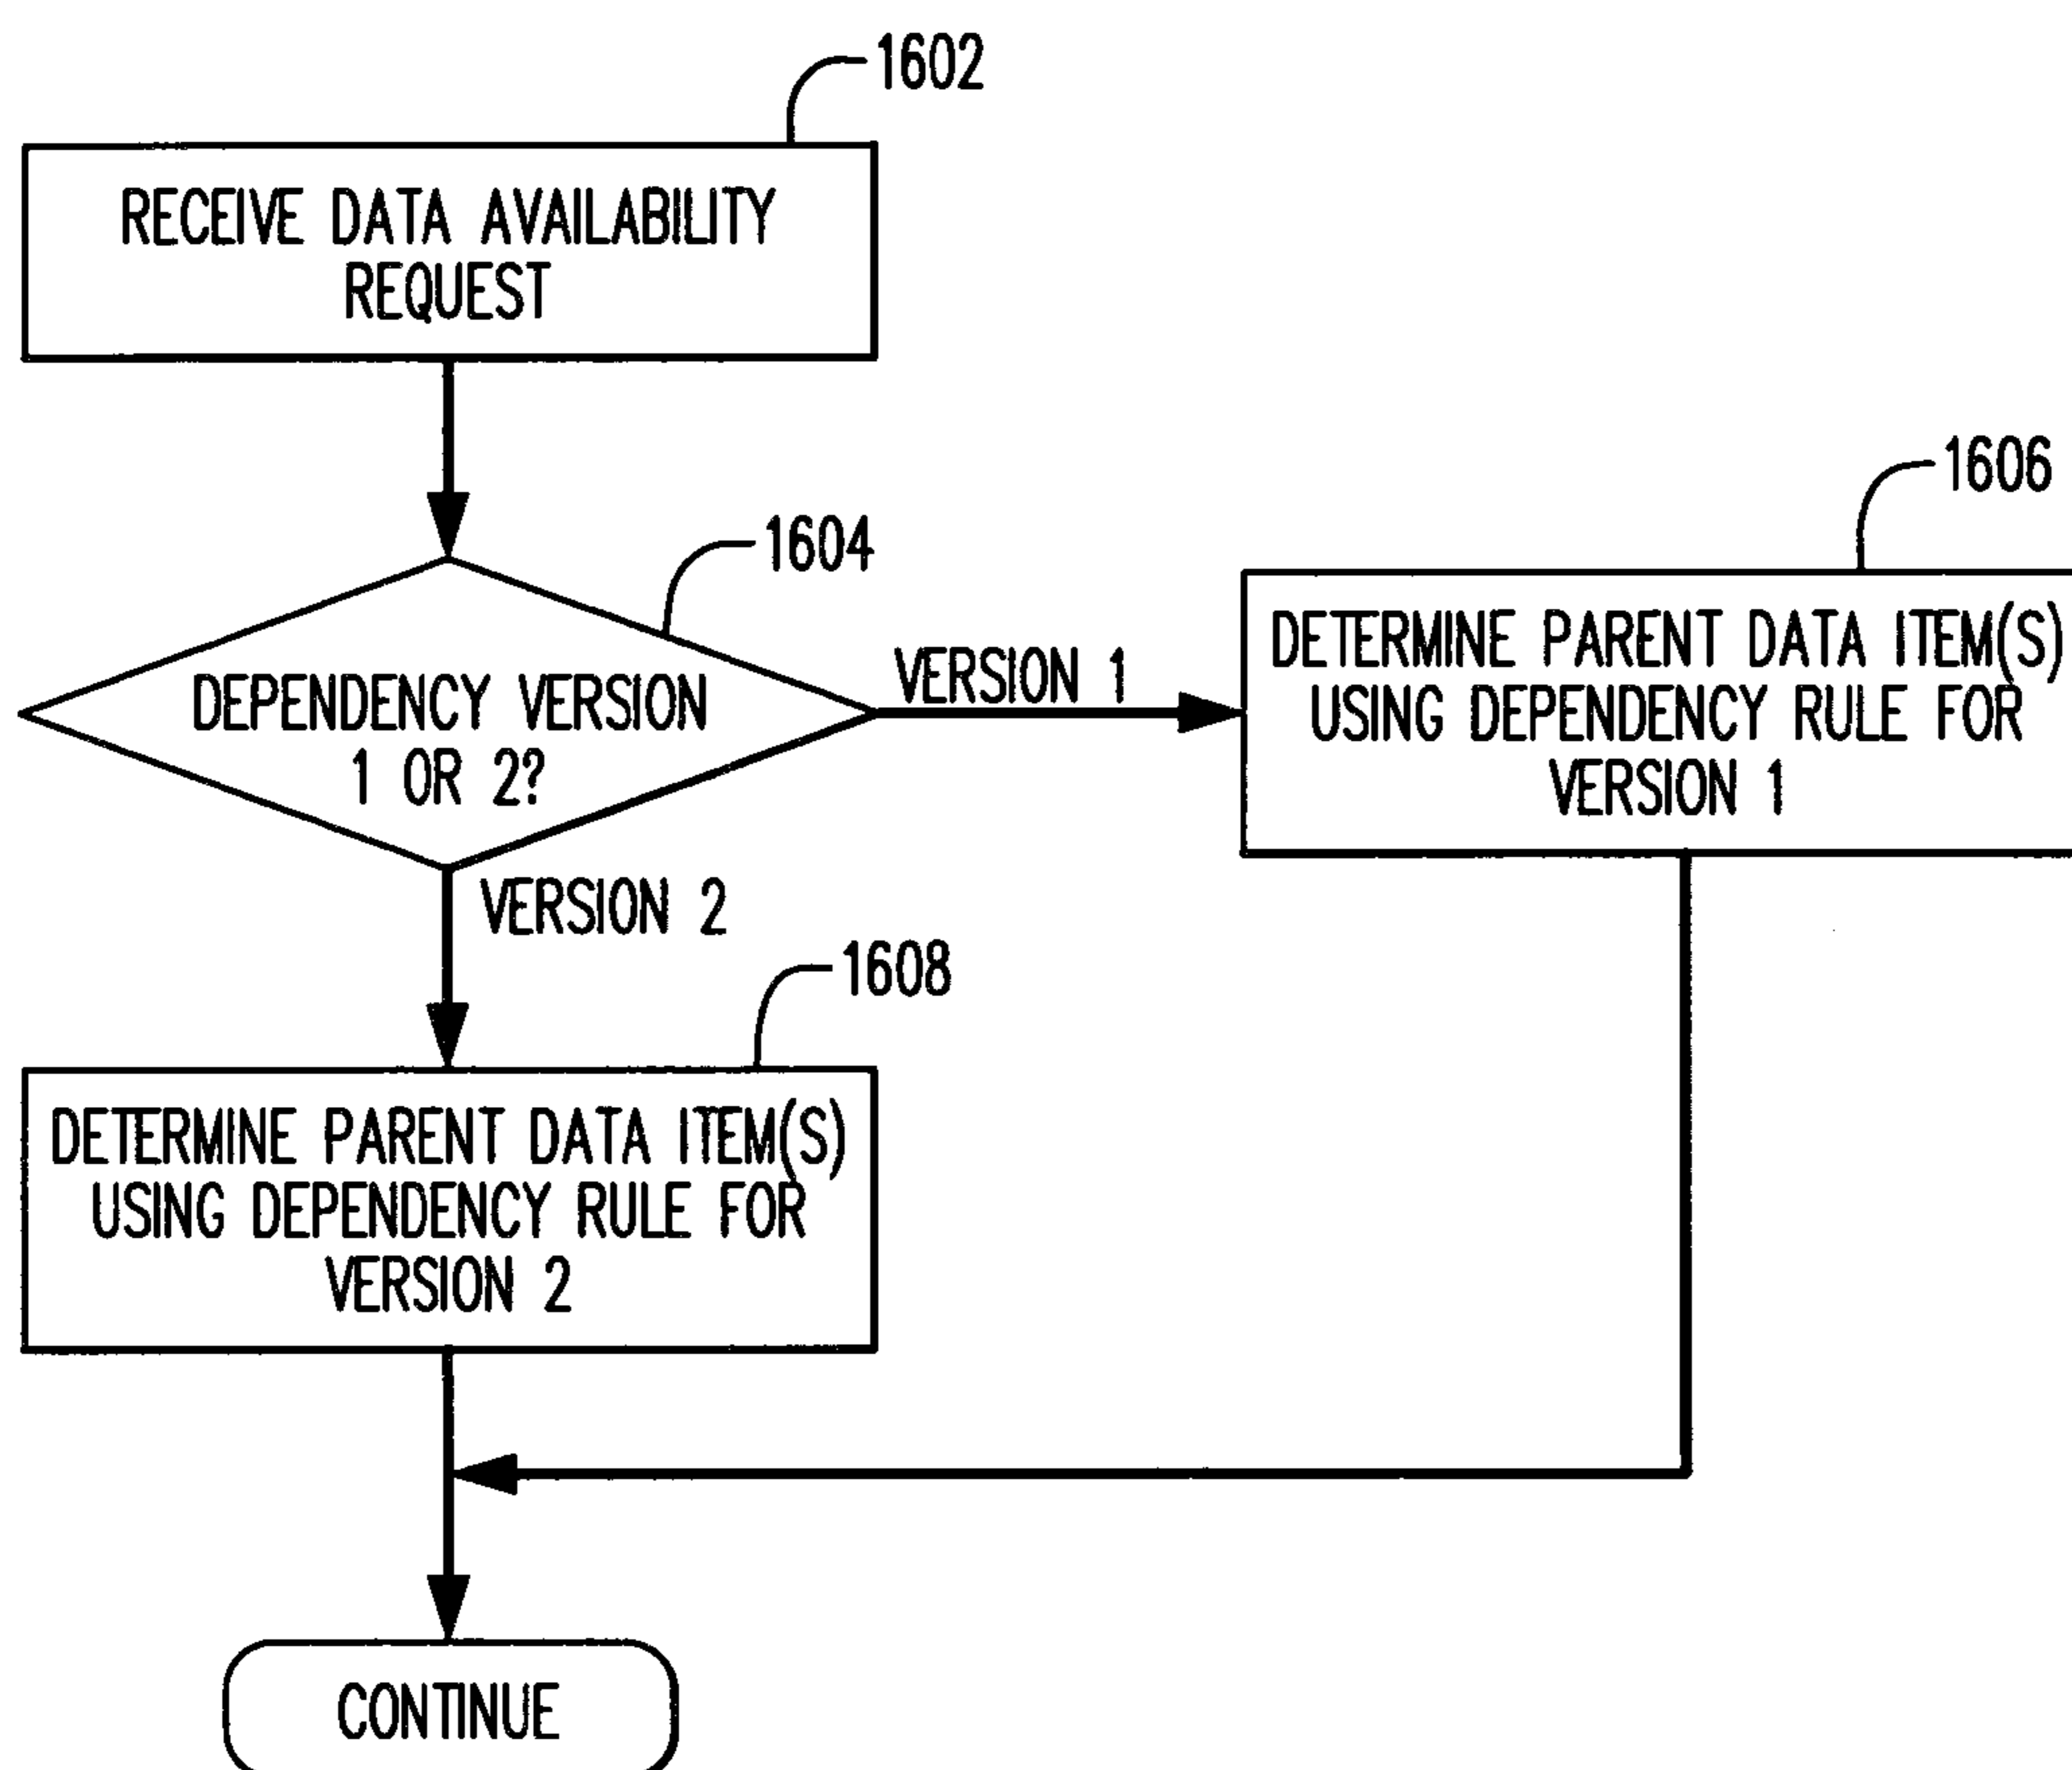 1602
RECEIVE DATA AVAILABILITY
REQUEST
1604
DEPENDENCY VERSION
1 OR 2?
VERSION 1
1606
DETERMINE PARENT DATA ITEM(S)
USING DEPENDENCY RULE FOR
VERSION 1
VERSION 2
1608
DETERMINE PARENT DATA ITEM(S)
USING DEPENDENCY RULE FOR
VERSION 2
CONTINUE